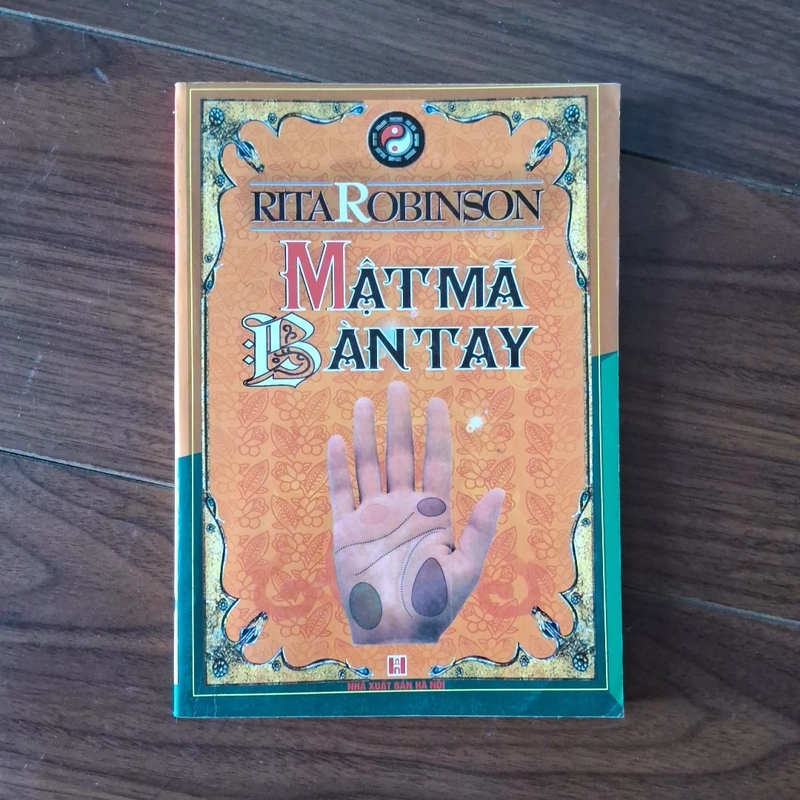 RITA ROBINSON
MẬT MÃ
BÀN TAY
NHÀ XUẤT BẢN HÀ NỘI